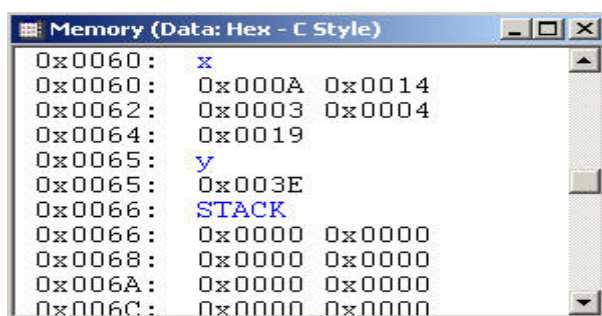 Memory (Data: Hex - C Style)
0x0060: x
0x0060: 0x000A 0x0014
0x0062: 0x0003 0x0004
0x0064: 0x0019
0x0065: y
0x0065: 0x003E
0x0066: STACK
0x0066: 0x0000 0x0000
0x0068: 0x0000 0x0000
0x006A: 0x0000 0x0000
0x006C: 0x0000 0x0000